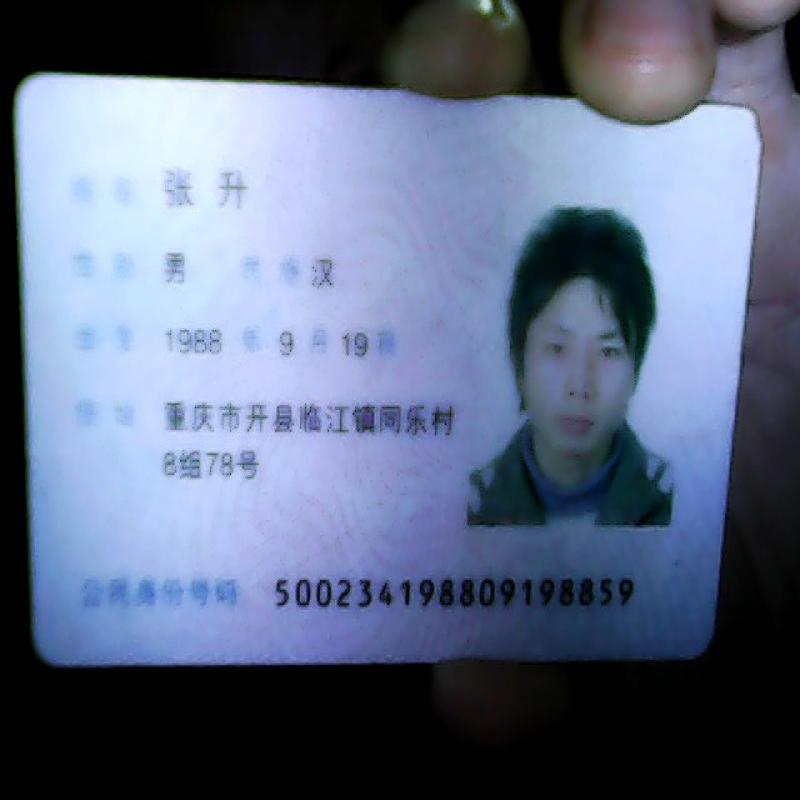 姓名 张升
性别 男 民族 汉
出生 1988 年 9 月 19 日
住址 重庆市开县临江镇同乐村
8组78号
公民身份号码 500234198809198859